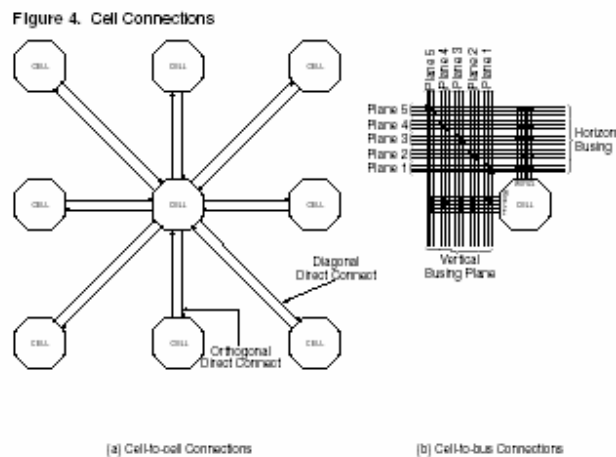 Figure 4. Cell Connections
CELL
CELL
CELL
CELL
CELL
CELL
CELL
CELL
CELL
Diagonal
Direct Connect
Orthogonal
Direct Connect
(a) Cell-to-cell Connections
Plane 5
Plane 4
Plane 3
Plane 2
Plane 1
Plane 5
Plane 4
Plane 3
Plane 2
Plane 1
Horizon
Busing
CELL
Vertical
Busing Plane
(b) Cell-to-bus Connections